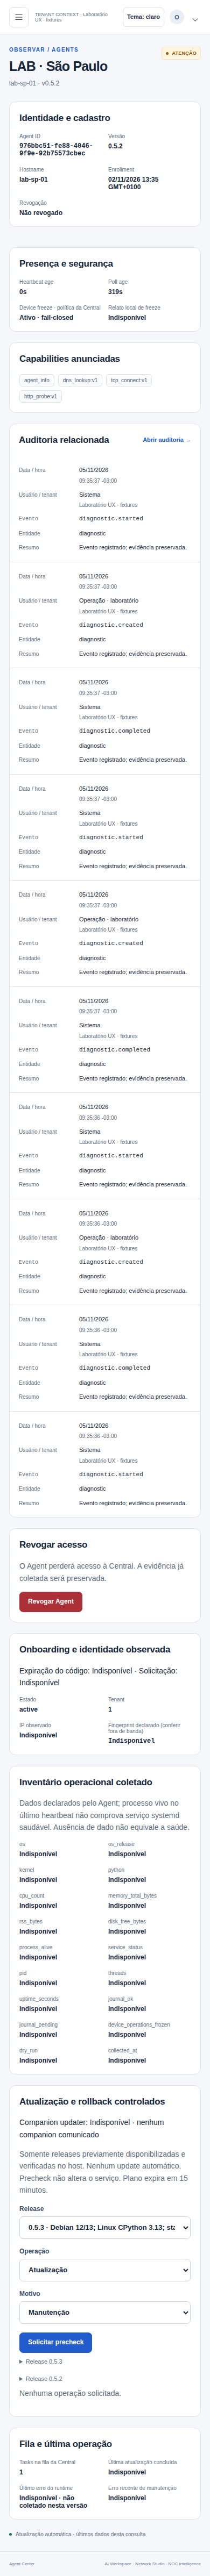 TENANT CONTEXT · Laboratório UX · fixtures
Tema: claro
O
OBSERVAR / AGENTS
LAB · São Paulo
lab-sp-01 · v0.5.2
ATENÇÃO
Identidade e cadastro
Agent ID
976bbc51-fe88-4046-9f9e-92b75573cbec
Versão
0.5.2
Hostname
lab-sp-01
Enrollment
02/11/2026 13:35 GMT+0100
Revogação
Não revogado
Presença e segurança
Heartbeat age
0s
Poll age
319s
Device freeze · política da Central
Ativo · fail-closed
Relato local de freeze
Indisponível
Capabilities anunciadas
agent_info
dns_lookup:v1
tcp_connect:v1
http_probe:v1
Auditoria relacionada
Abrir auditoria →
Data / hora
05/11/2026
09:35:37 -03:00
Usuário / tenant
Sistema
Laboratório UX · fixtures
Evento
diagnostic.started
Entidade
diagnostic
Resumo
Evento registrado; evidência preservada.
Data / hora
05/11/2026
09:35:37 -03:00
Usuário / tenant
Operação · laboratório
Laboratório UX · fixtures
Evento
diagnostic.created
Entidade
diagnostic
Resumo
Evento registrado; evidência preservada.
Data / hora
05/11/2026
09:35:37 -03:00
Usuário / tenant
Sistema
Laboratório UX · fixtures
Evento
diagnostic.completed
Entidade
diagnostic
Resumo
Evento registrado; evidência preservada.
Data / hora
05/11/2026
09:35:37 -03:00
Usuário / tenant
Sistema
Laboratório UX · fixtures
Evento
diagnostic.started
Entidade
diagnostic
Resumo
Evento registrado; evidência preservada.
Data / hora
05/11/2026
09:35:37 -03:00
Usuário / tenant
Operação · laboratório
Laboratório UX · fixtures
Evento
diagnostic.created
Entidade
diagnostic
Resumo
Evento registrado; evidência preservada.
Data / hora
05/11/2026
09:35:37 -03:00
Usuário / tenant
Sistema
Laboratório UX · fixtures
Evento
diagnostic.completed
Entidade
diagnostic
Resumo
Evento registrado; evidência preservada.
Data / hora
05/11/2026
09:35:36 -03:00
Usuário / tenant
Sistema
Laboratório UX · fixtures
Evento
diagnostic.started
Entidade
diagnostic
Resumo
Evento registrado; evidência preservada.
Data / hora
05/11/2026
09:35:36 -03:00
Usuário / tenant
Operação · laboratório
Laboratório UX · fixtures
Evento
diagnostic.created
Entidade
diagnostic
Resumo
Evento registrado; evidência preservada.
Data / hora
05/11/2026
09:35:36 -03:00
Usuário / tenant
Sistema
Laboratório UX · fixtures
Evento
diagnostic.completed
Entidade
diagnostic
Resumo
Evento registrado; evidência preservada.
Data / hora
05/11/2026
09:35:36 -03:00
Usuário / tenant
Sistema
Laboratório UX · fixtures
Evento
diagnostic.started
Entidade
diagnostic
Resumo
Evento registrado; evidência preservada.
Revogar acesso
O Agent perderá acesso à Central. A evidência já
coletada será preservada.
Revogar Agent
Onboarding e identidade observada
Expiração do código: Indisponível · Solicitação:
Indisponível
Estado
active
Tenant
1
IP observado
Indisponível
Fingerprint declarado (conferir fora de banda)
Indisponível
Inventário operacional coletado
Dados declarados pelo Agent; processo vivo no
último heartbeat não comprova serviço systemd
saudável. Ausência de dado não equivale a saúde.
os
Indisponível
os_release
Indisponível
kernel
Indisponível
python
Indisponível
cpu_count
Indisponível
memory_total_bytes
Indisponível
rss_bytes
Indisponível
disk_free_bytes
Indisponível
process_alive
Indisponível
service_status
Indisponível
pid
Indisponível
threads
Indisponível
uptime_seconds
Indisponível
journal_ok
Indisponível
journal_pending
Indisponível
device_operations_frozen
Indisponível
dry_run
Indisponível
collected_at
Indisponível
Atualização e rollback controlados
Companion updater: Indisponível · nenhum
companion comunicado
Somente releases previamente disponibilizadas e
verificadas no host. Nenhum update automático.
Precheck não altera o serviço. Plano expira em 15
minutos.
Release
0.5.3 · Debian 12/13; Linux CPython 3.13; sta
Operação
Atualização
Motivo
Manutenção
Solicitar precheck
▶ Release 0.5.3
▶ Release 0.5.2
Nenhuma operação solicitada.
Fila e última operação
Tasks na fila da Central
1
Última atualização concluída
Indisponível
Último erro do runtime
Indisponível · não coletado nesta versão
Erro recente de manutenção
Indisponível
Atualização automática · últimos dados desta consulta
Agent Center
AI Workspace · Network Studio · NOC Intelligence